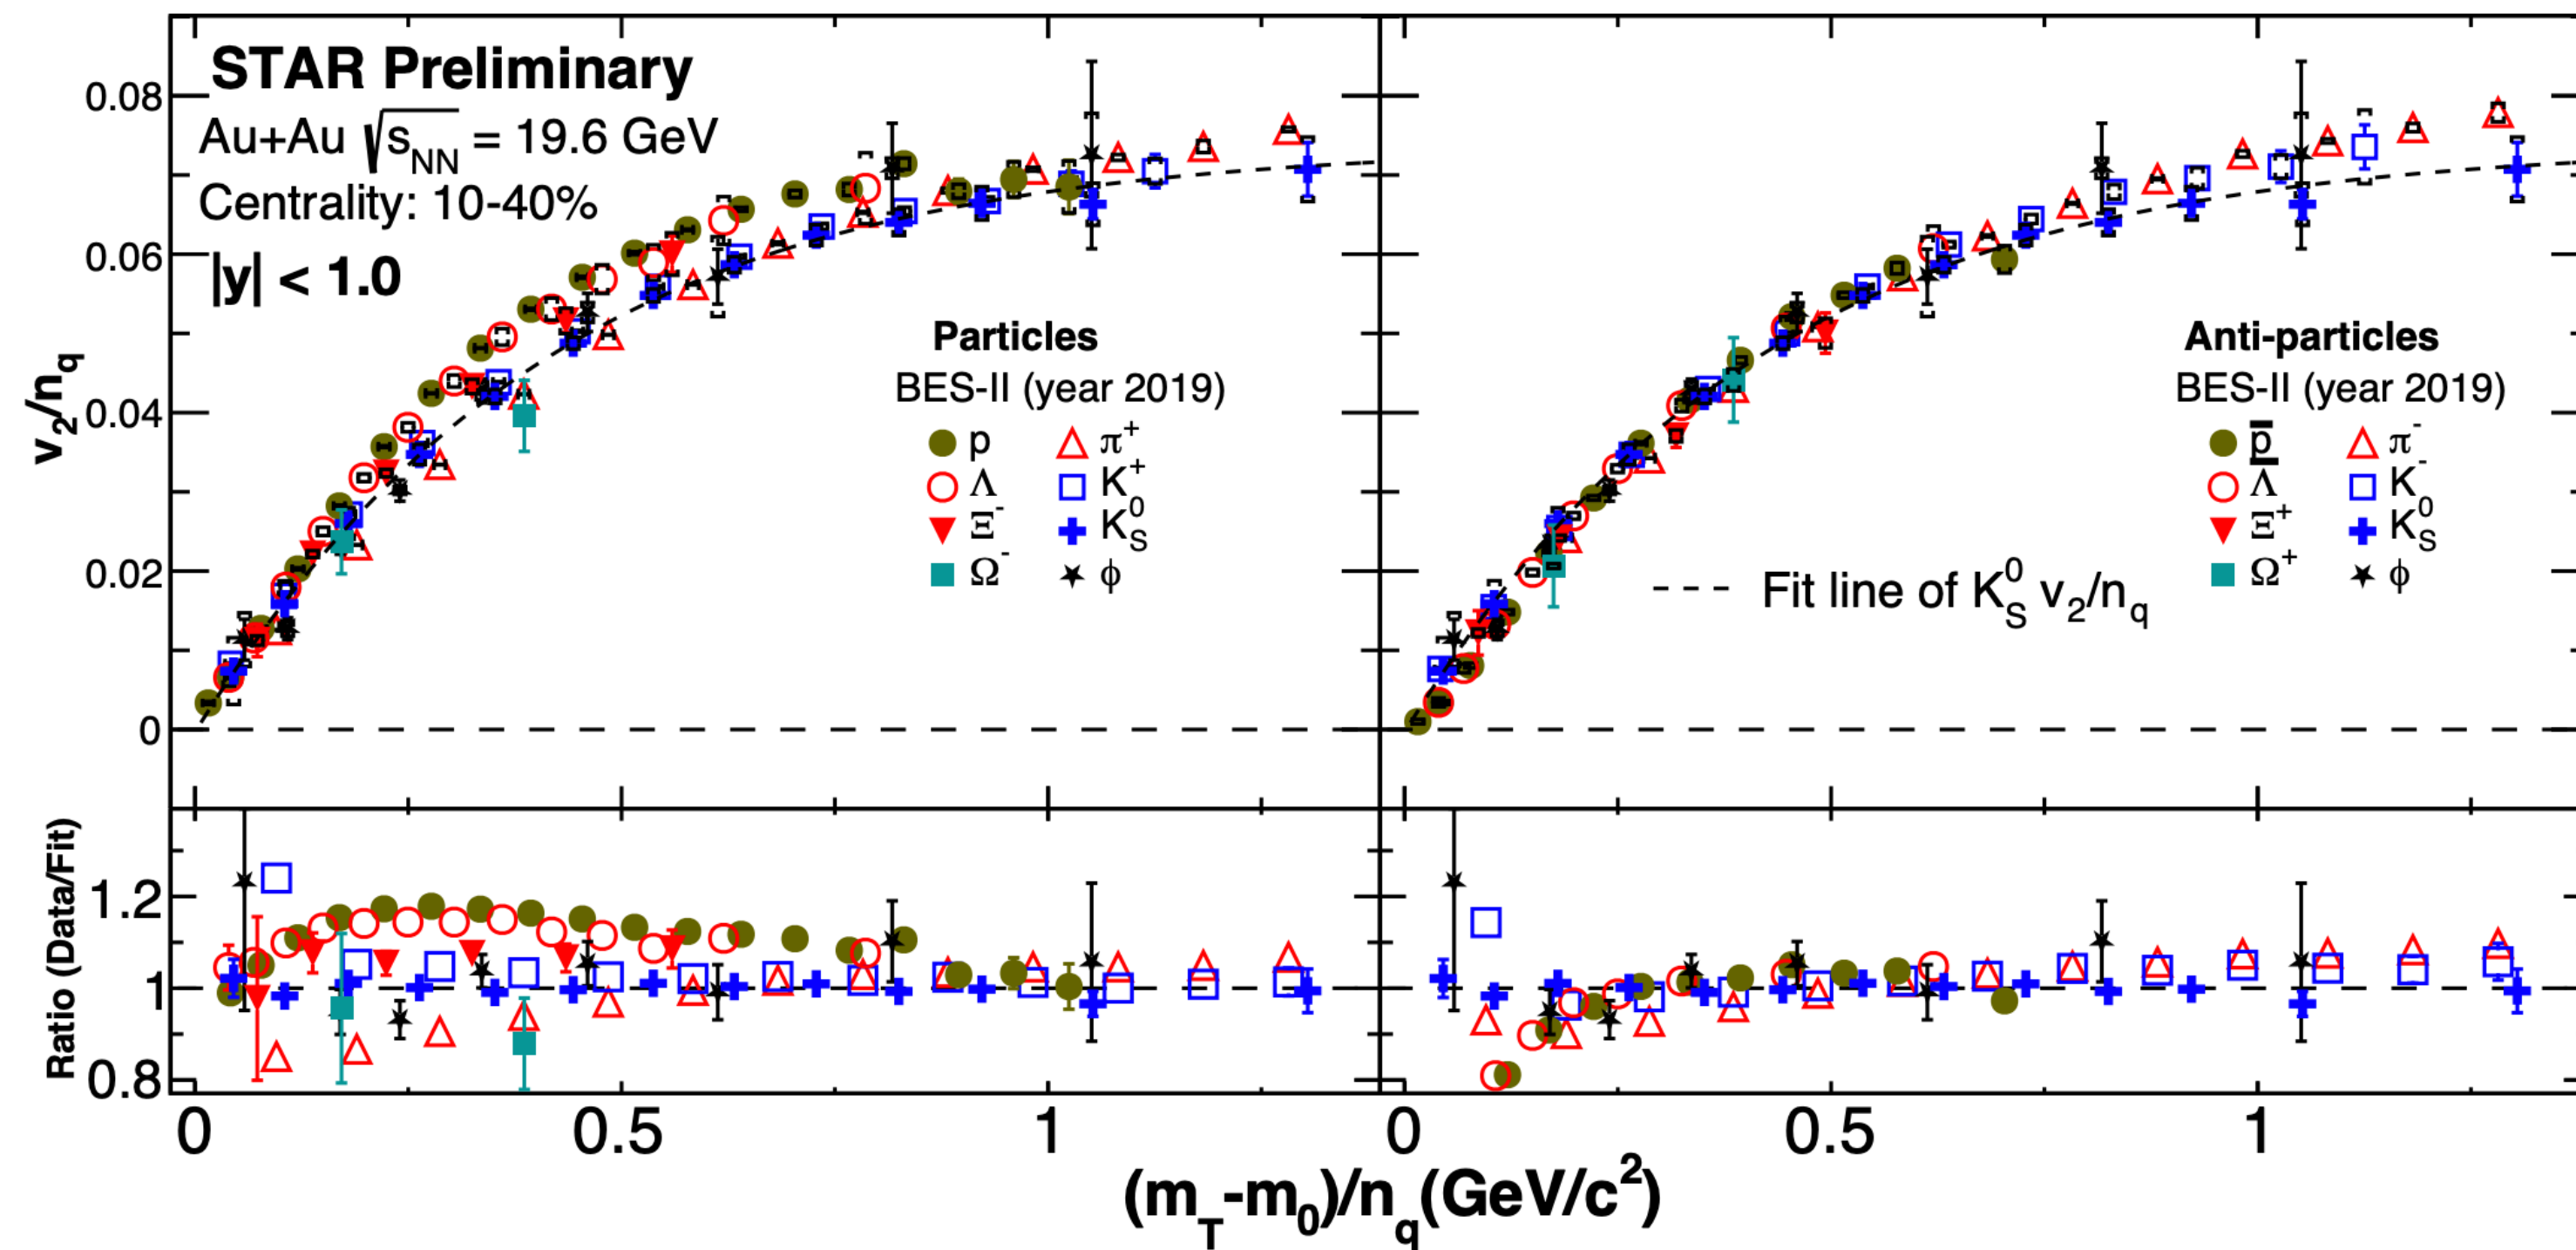 STAR Preliminary
Au+Au √sNN = 19.6 GeV
Centrality: 10-40%
|y| < 1.0
v2/nq
0.08
0.06
0.04
0.02
0
Particles
BES-II (year 2019)
p π+
Λ K+
Ξ- K0S
Ω- ϕ
Anti-particles
BES-II (year 2019)
p̅ π-
Λ̅ K-
Ξ+ K0S
Ω+ ϕ
Fit line of K0S v2/nq
Ratio (Data/Fit)
1.2
1
0.8
0 0.5 1 0 0.5 1
(mT-m0)/nq(GeV/c2)